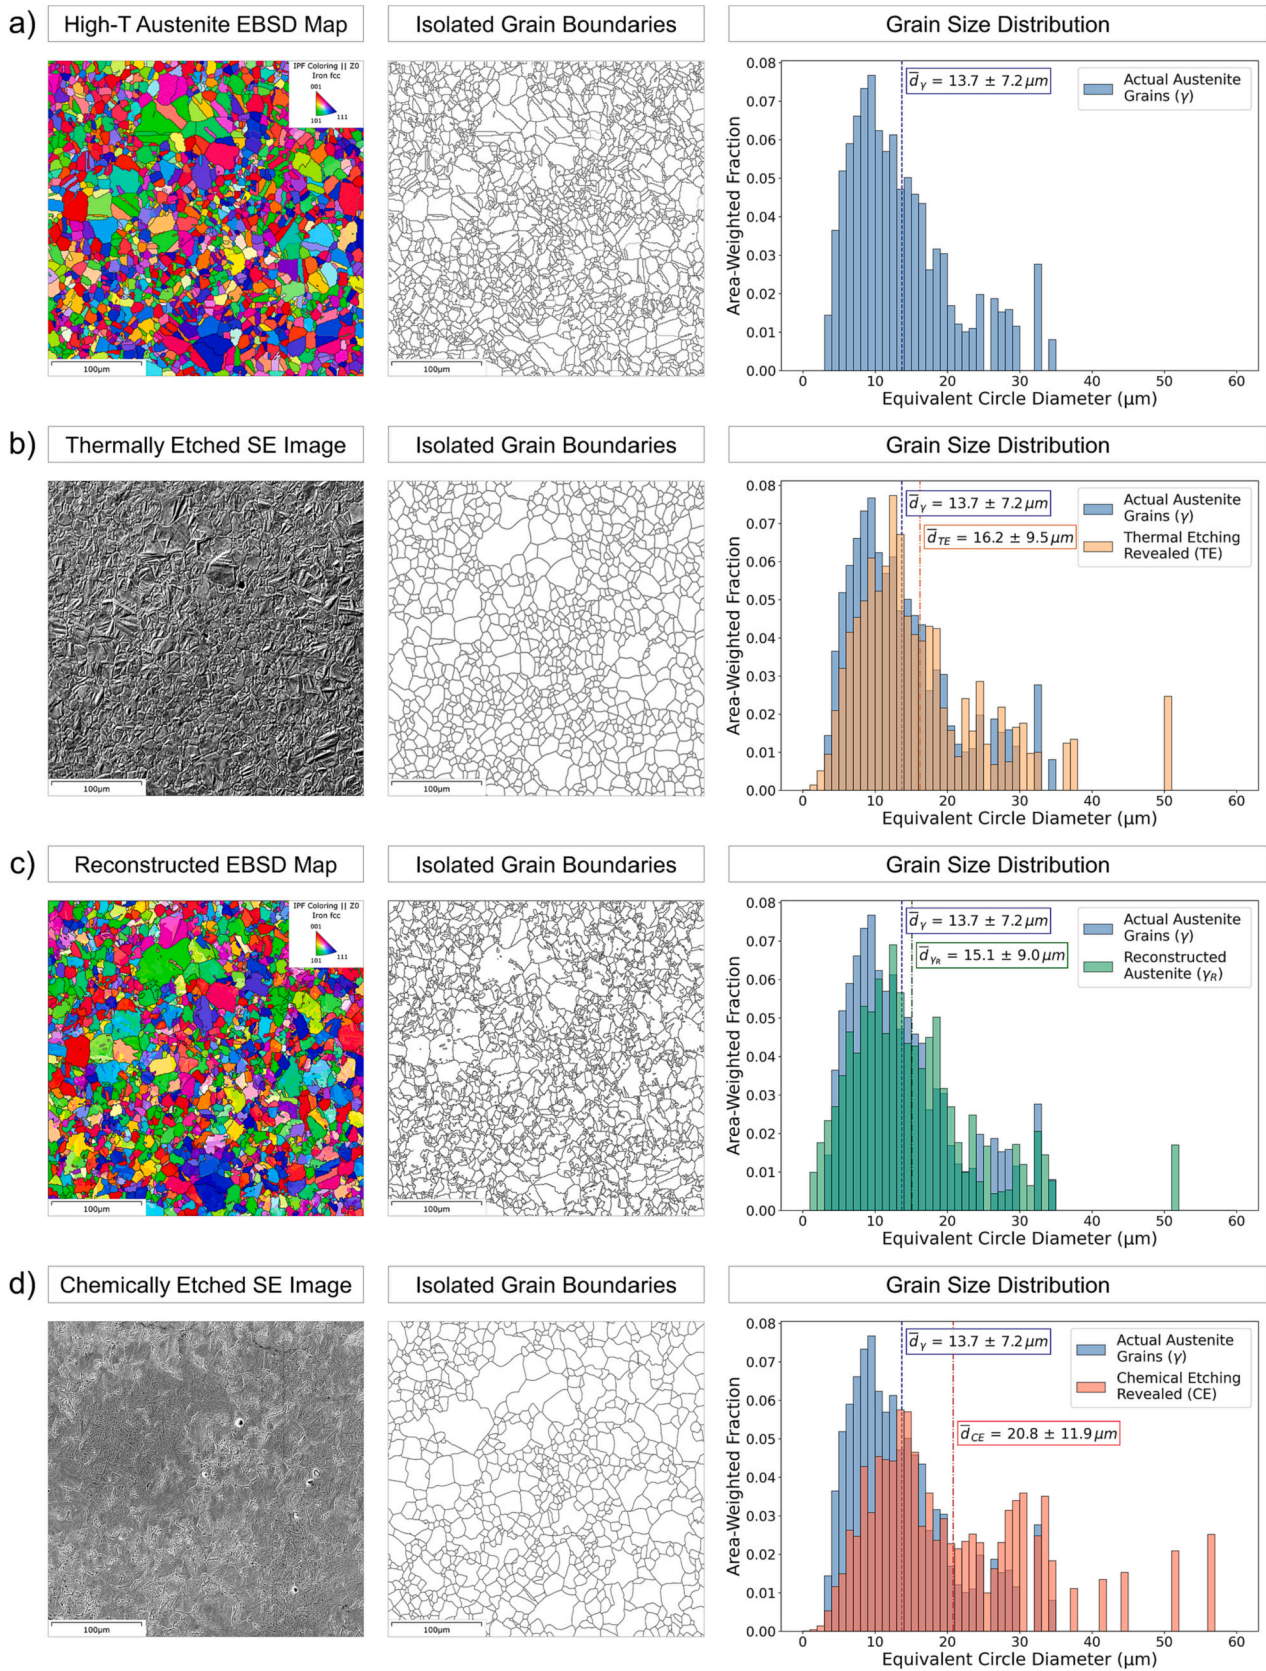 a)
High-T Austenite EBSD Map
Isolated Grain Boundaries
Grain Size Distribution
IPF Coloring || Z0
Iron fcc
001
101
111
100µm
100µm
0.08
0.07
0.06
0.05
0.04
0.03
0.02
0.01
0.00
Area-Weighted Fraction
d̅γ = 13.7 ± 7.2 µm
Actual Austenite
Grains (γ)
0 10 20 30 40 50 60
Equivalent Circle Diameter (µm)
b)
Thermally Etched SE Image
Isolated Grain Boundaries
Grain Size Distribution
100µm
100µm
0.08
0.07
0.06
0.05
0.04
0.03
0.02
0.01
0.00
Area-Weighted Fraction
d̅γ = 13.7 ± 7.2 µm
d̅TE = 16.2 ± 9.5 µm
Actual Austenite
Grains (γ)
Thermal Etching
Revealed (TE)
0 10 20 30 40 50 60
Equivalent Circle Diameter (µm)
c)
Reconstructed EBSD Map
Isolated Grain Boundaries
Grain Size Distribution
IPF Coloring || Z0
Iron fcc
001
101
111
100µm
100µm
0.08
0.07
0.06
0.05
0.04
0.03
0.02
0.01
0.00
Area-Weighted Fraction
d̅γ = 13.7 ± 7.2 µm
d̅γR = 15.1 ± 9.0 µm
Actual Austenite
Grains (γ)
Reconstructed
Austenite (γR)
0 10 20 30 40 50 60
Equivalent Circle Diameter (µm)
d)
Chemically Etched SE Image
Isolated Grain Boundaries
Grain Size Distribution
100µm
100µm
0.08
0.07
0.06
0.05
0.04
0.03
0.02
0.01
0.00
Area-Weighted Fraction
d̅γ = 13.7 ± 7.2 µm
d̅CE = 20.8 ± 11.9 µm
Actual Austenite
Grains (γ)
Chemical Etching
Revealed (CE)
0 10 20 30 40 50 60
Equivalent Circle Diameter (µm)